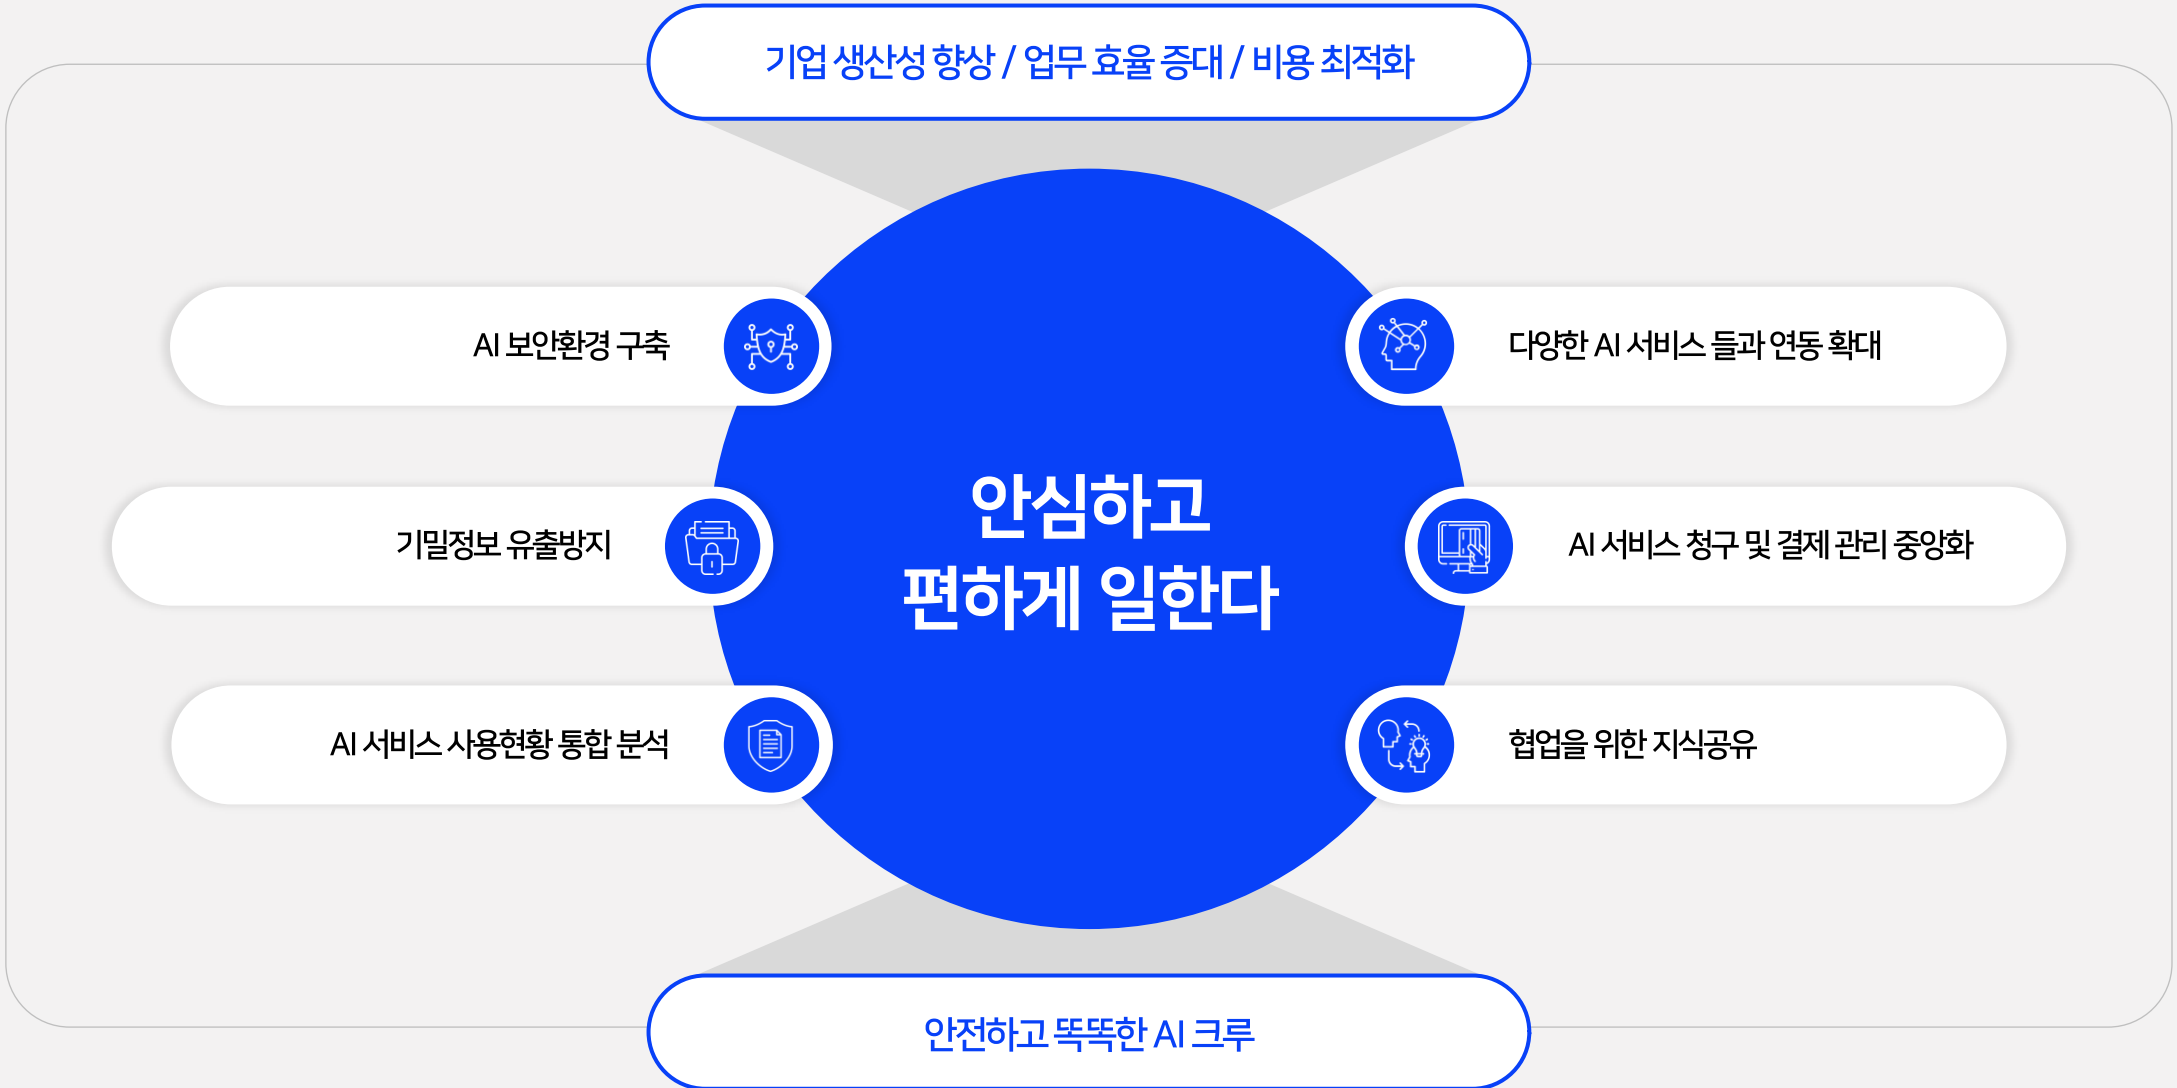 기업 생산성 향상 / 업무 효율 증대 / 비용 최적화
AI 보안환경 구축
다양한 AI 서비스 들과 연동 확대
안심하고
편하게 일한다
기밀정보 유출방지
AI 서비스 청구 및 결제 관리 중앙화
AI 서비스 사용현황 통합 분석
협업을 위한 지식공유
안전하고 똑똑한 AI 크루